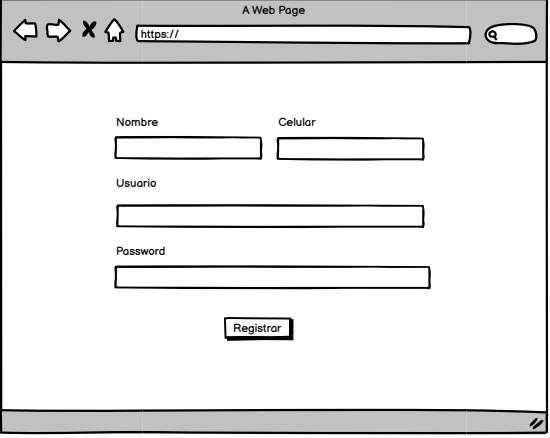 A Web Page
https://
Nombre Celular
Usuario
Password
Registrar